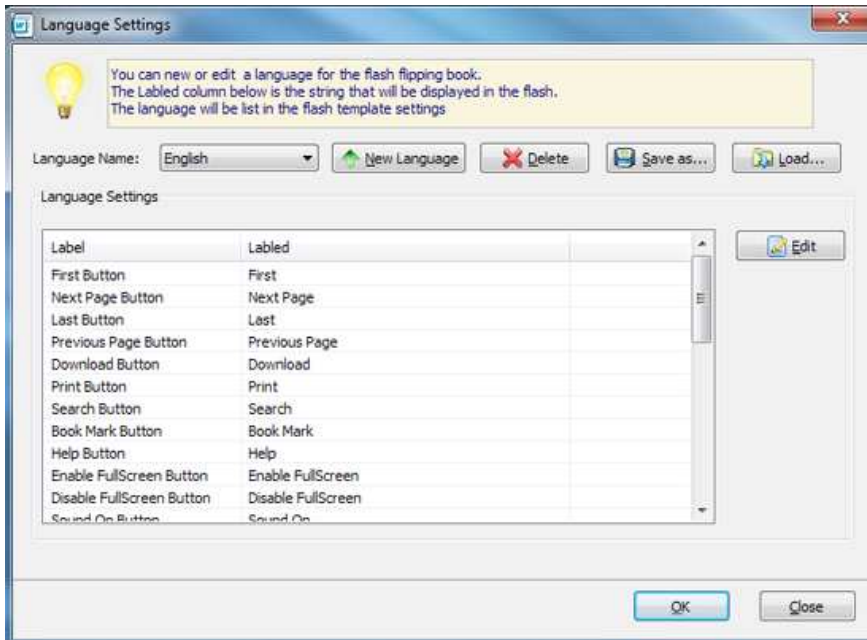 Language Settings
You can new or edit a language for the flash flipping book.
The Labled column below is the string that will be displayed in the flash.
The language will be list in the flash template settings
Language Name: English New Language Delete Save as... Load...
Language Settings
Label Labled
Edit
First Button First
Next Page Button Next Page
Last Button Last
Previous Page Button Previous Page
Download Button Download
Print Button Print
Search Button Search
Book Mark Button Book Mark
Help Button Help
Enable FullScreen Button Enable FullScreen
Disable FullScreen Button Disable FullScreen
Sound On Button Sound On
OK Close